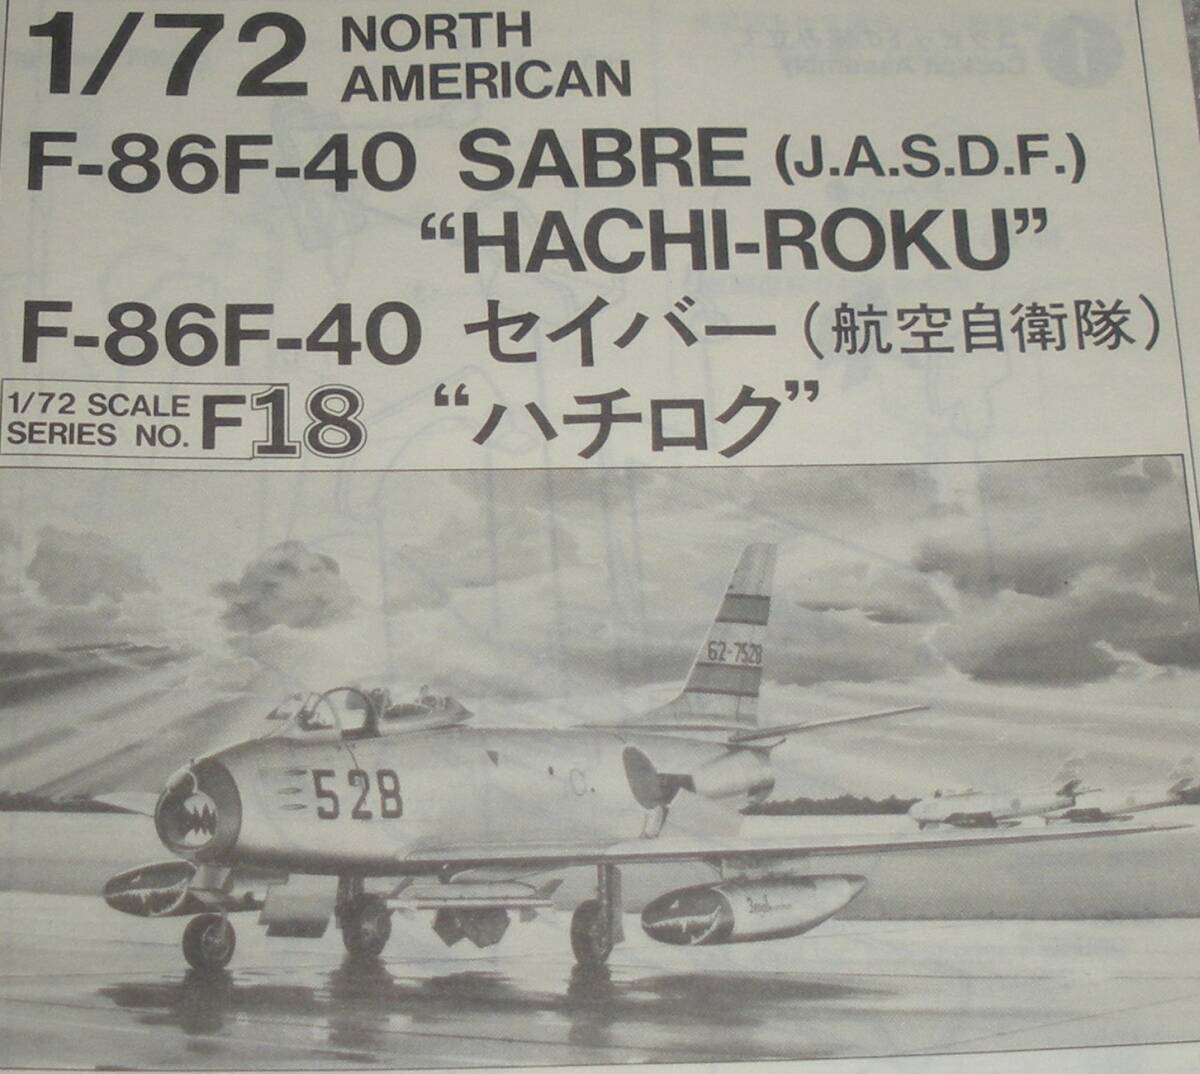 1/72 NORTH
AMERICAN
F-86F-40 SABRE (J.A.S.D.F.)
“HACHI-ROKU”
F-86F-40 セイバー（航空自衛隊）
“ハチロク”
1/72 SCALE
SERIES NO. F18
62-7528
528